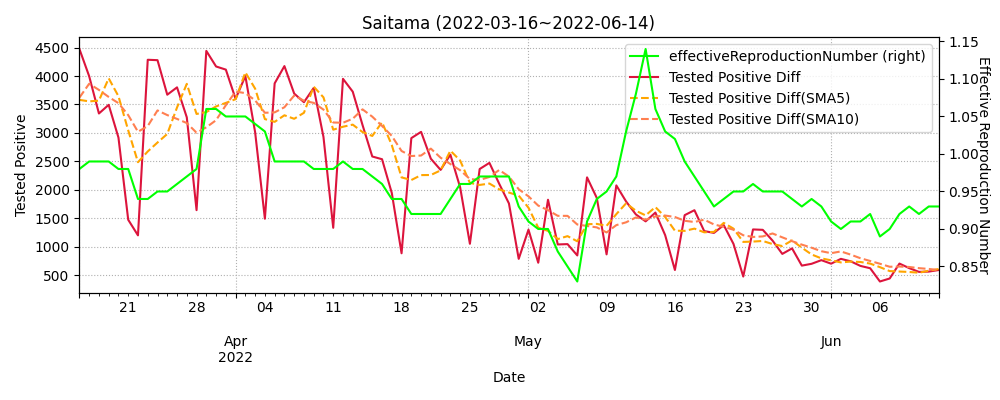 Saitama (2022-03-16~2022-06-14)
effectiveReproductionNumber (right)
Tested Positive Diff
Tested Positive Diff(SMA5)
Tested Positive Diff(SMA10)
Tested Positive
4500
4000
3500
3000
2500
2000
1500
1000
500
1.15
1.10
1.05
1.00
0.95
0.90
0.85
Effective Reproduction Number
21 28 04 11 18 25 02 09 16 23 30 06
Apr May Jun
2022
Date